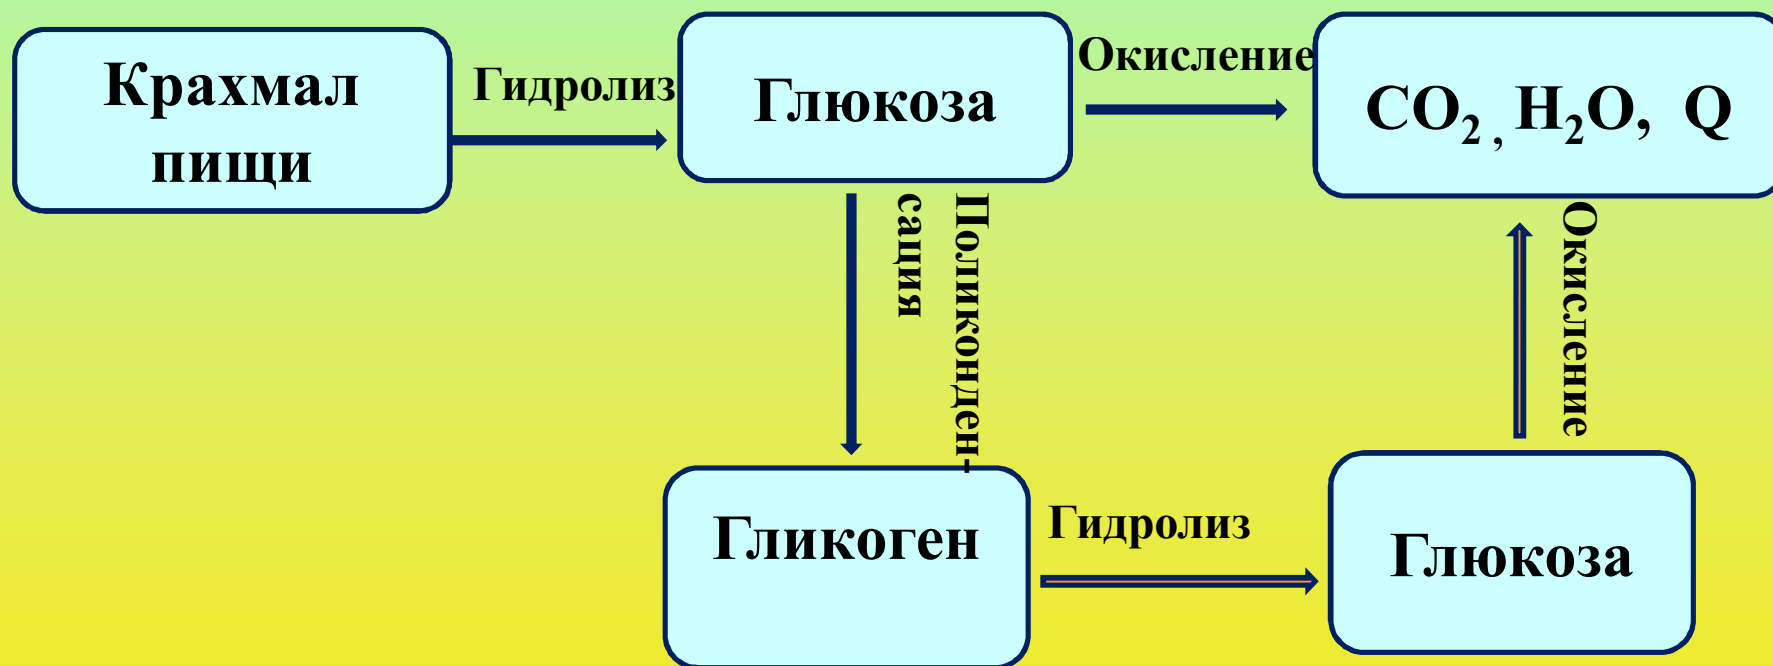 Крахмал
пищи
Гидролиз
Глюкоза
Окисление
CO₂ , H₂O, Q
Поликонден-
сация
Окисление
Гликоген
Гидролиз
Глюкоза